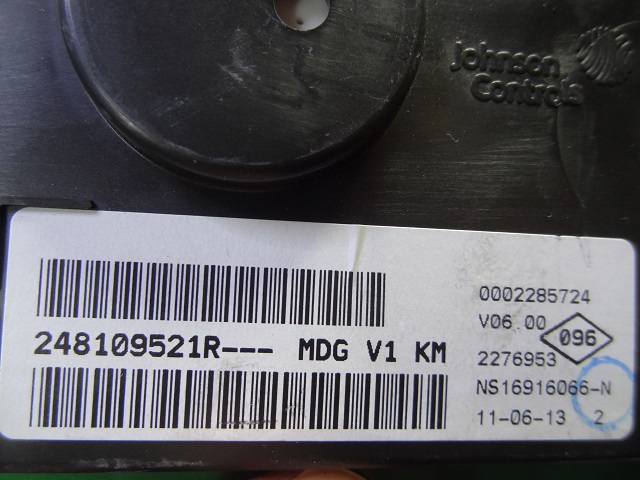 Johnson
Controls
0002285724
V06.00
096
248109521R--- MDG V1 KM
2276953
NS16916066-N
11-06-13 2